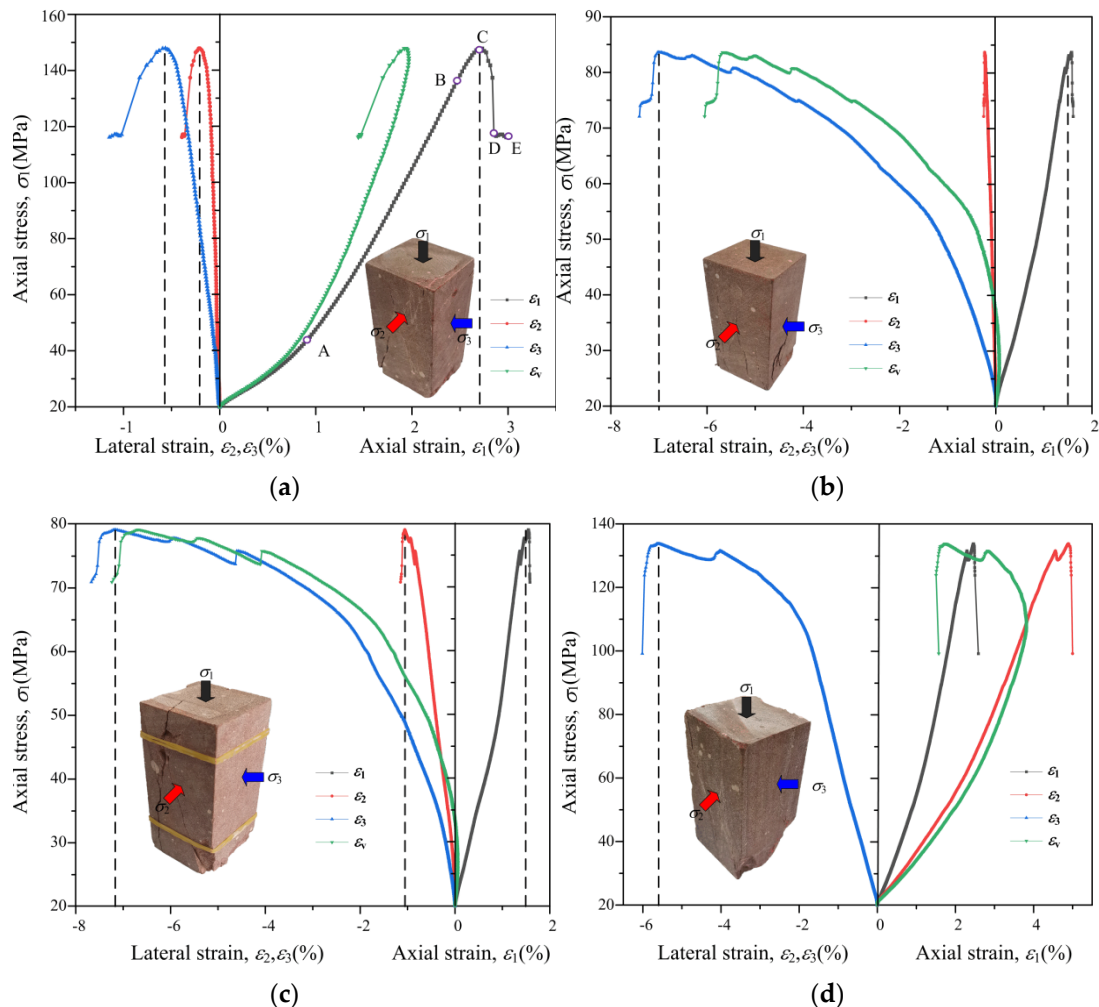 160
140
120
100
80
60
40
20
-1 0 1 2 3
Axial stress, σ₁(MPa)
Lateral strain, ε₂,ε₃(%) Axial strain, ε₁(%)
A
B
C
D E
σ₁
σ₂ σ₃
ε₁
ε₂
ε₃
εᵥ
(a)
90
80
70
60
50
40
30
20
-8 -6 -4 -2 0 2
Axial stress, σ₁(MPa)
Lateral strain, ε₂,ε₃(%) Axial strain, ε₁(%)
σ₁
σ₂ σ₃
ε₁
ε₂
ε₃
εᵥ
(b)
80
70
60
50
40
30
20
-8 -6 -4 -2 0 2
Axial stress, σ₁(MPa)
Lateral strain, ε₂,ε₃(%) Axial strain, ε₁(%)
σ₁
σ₂ σ₃
ε₁
ε₂
ε₃
εᵥ
(c)
140
120
100
80
60
40
20
-6 -4 -2 0 2 4
Axial stress, σ₁(MPa)
Lateral strain, ε₂,ε₃(%) Axial strain, ε₁(%)
σ₁
σ₂ σ₃
ε₁
ε₂
ε₃
εᵥ
(d)